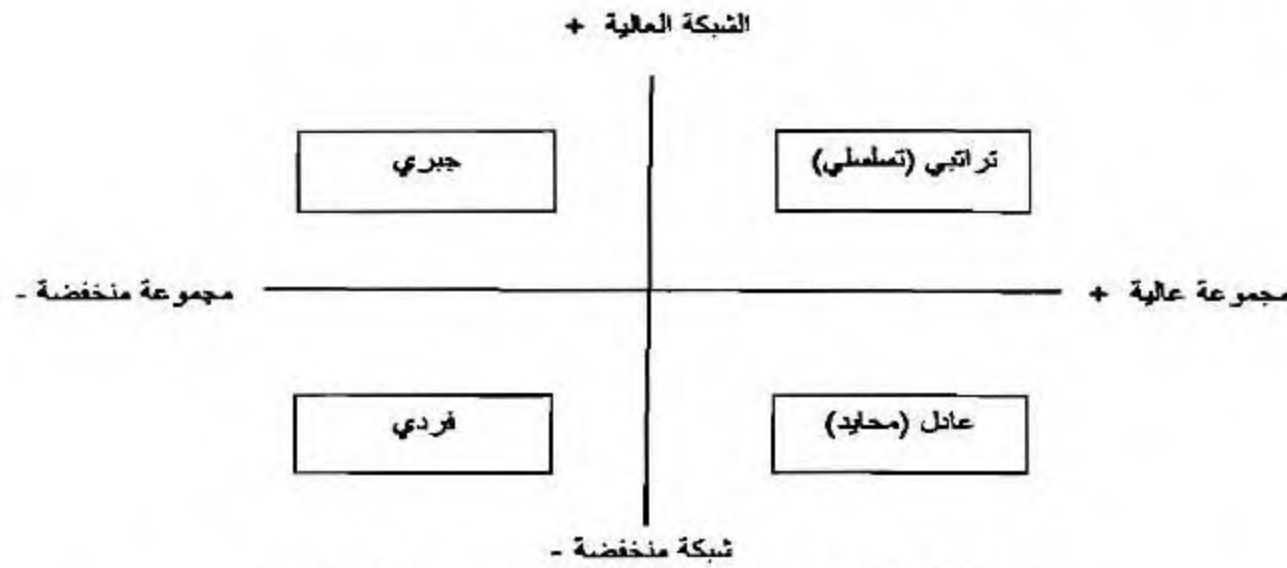 الشبكة العالية +
تراتبي (تسلسلي)
جبري
مجموعة عالية +
مجموعة منخفضة -
عادل (محايد)
فردي
شبكة منخفضة -